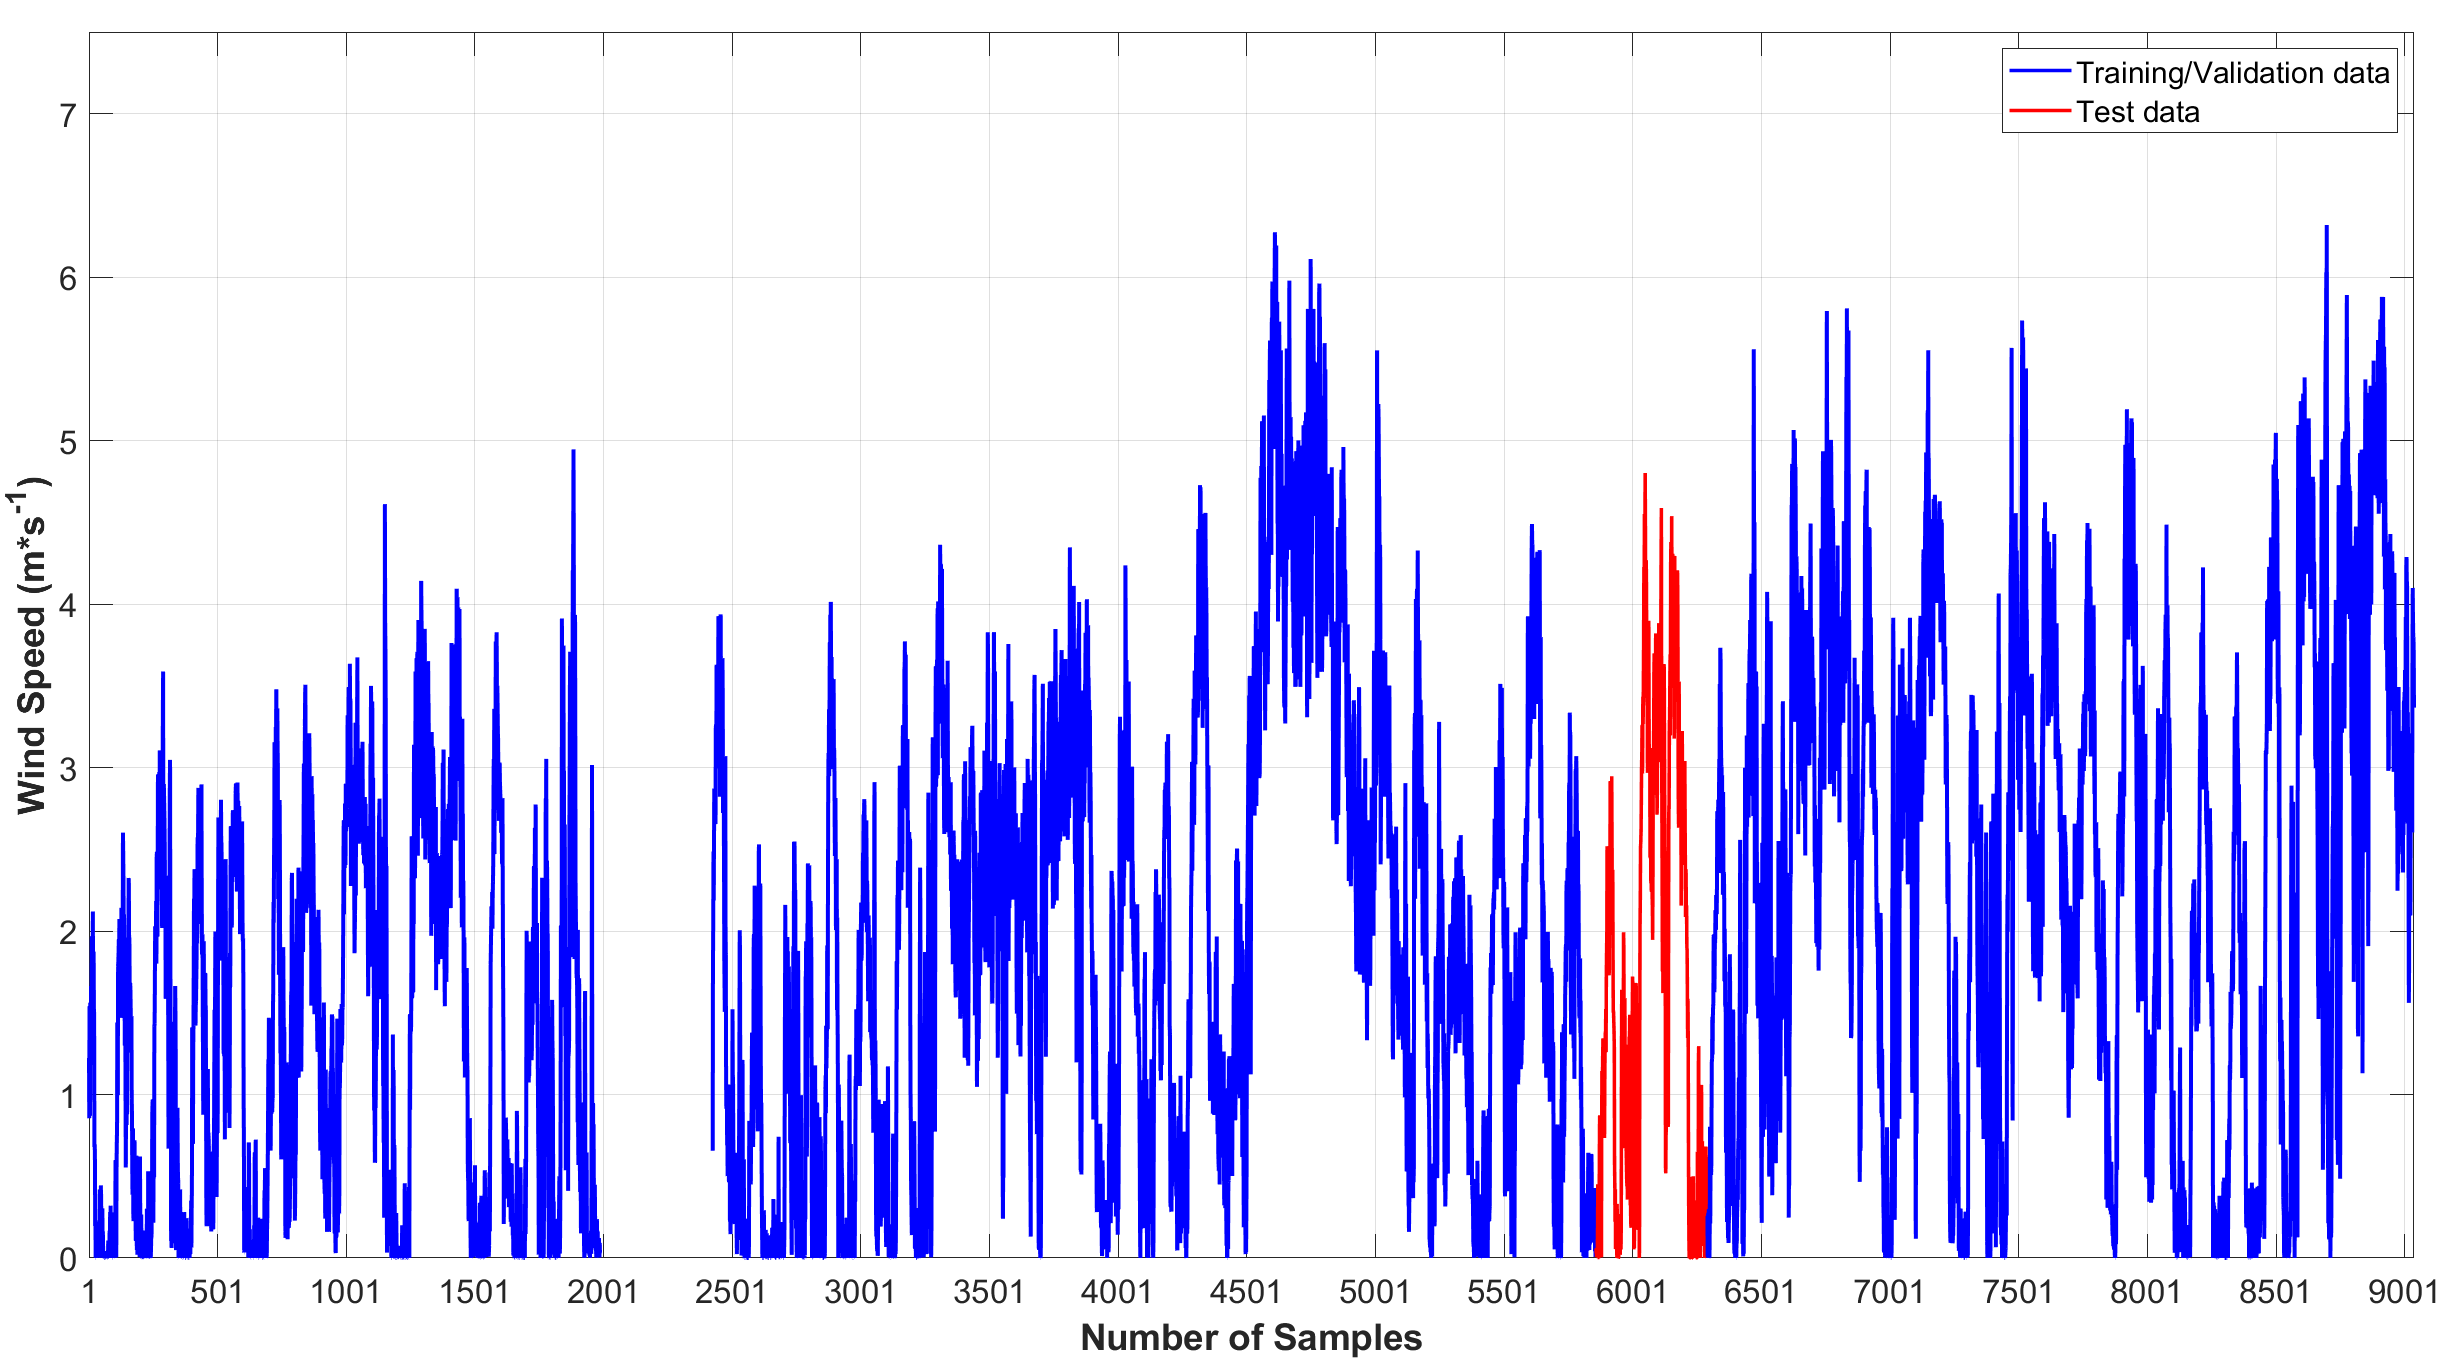 Training/Validation data
Test data
7
6
5
4
3
2
1
0
Wind Speed (m*s-1)
1 501 1001 1501 2001 2501 3001 3501 4001 4501 5001 5501 6001 6501 7001 7501 8001 8501 9001
Number of Samples